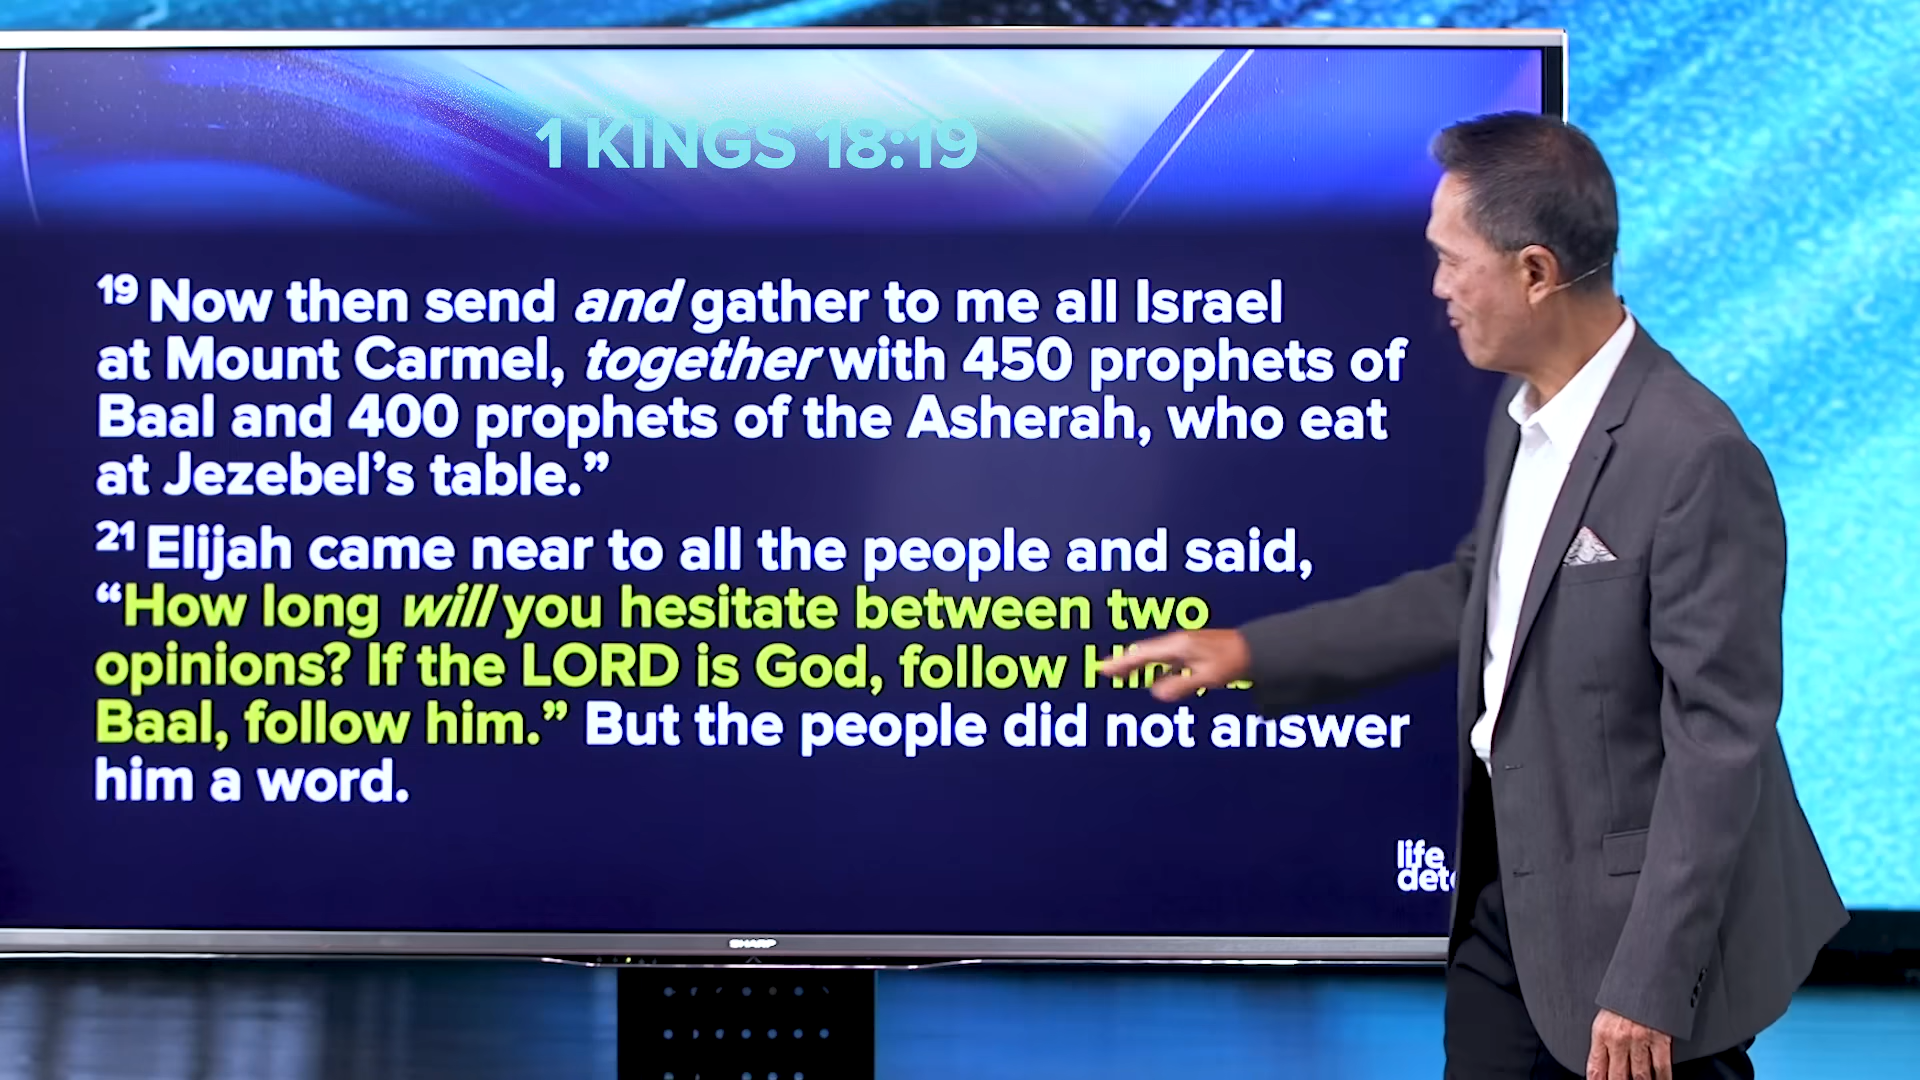 1 KINGS 18:19
19 Now then send and gather to me all Israel
at Mount Carmel, together with 450 prophets of
Baal and 400 prophets of the Asherah, who eat
at Jezebel’s table.”
21 Elijah came near to all the people and said,
“How long will you hesitate between two
opinions? If the LORD is God, follow Him,
Baal, follow him.” But the people did not answer
him a word.
life
SHARP